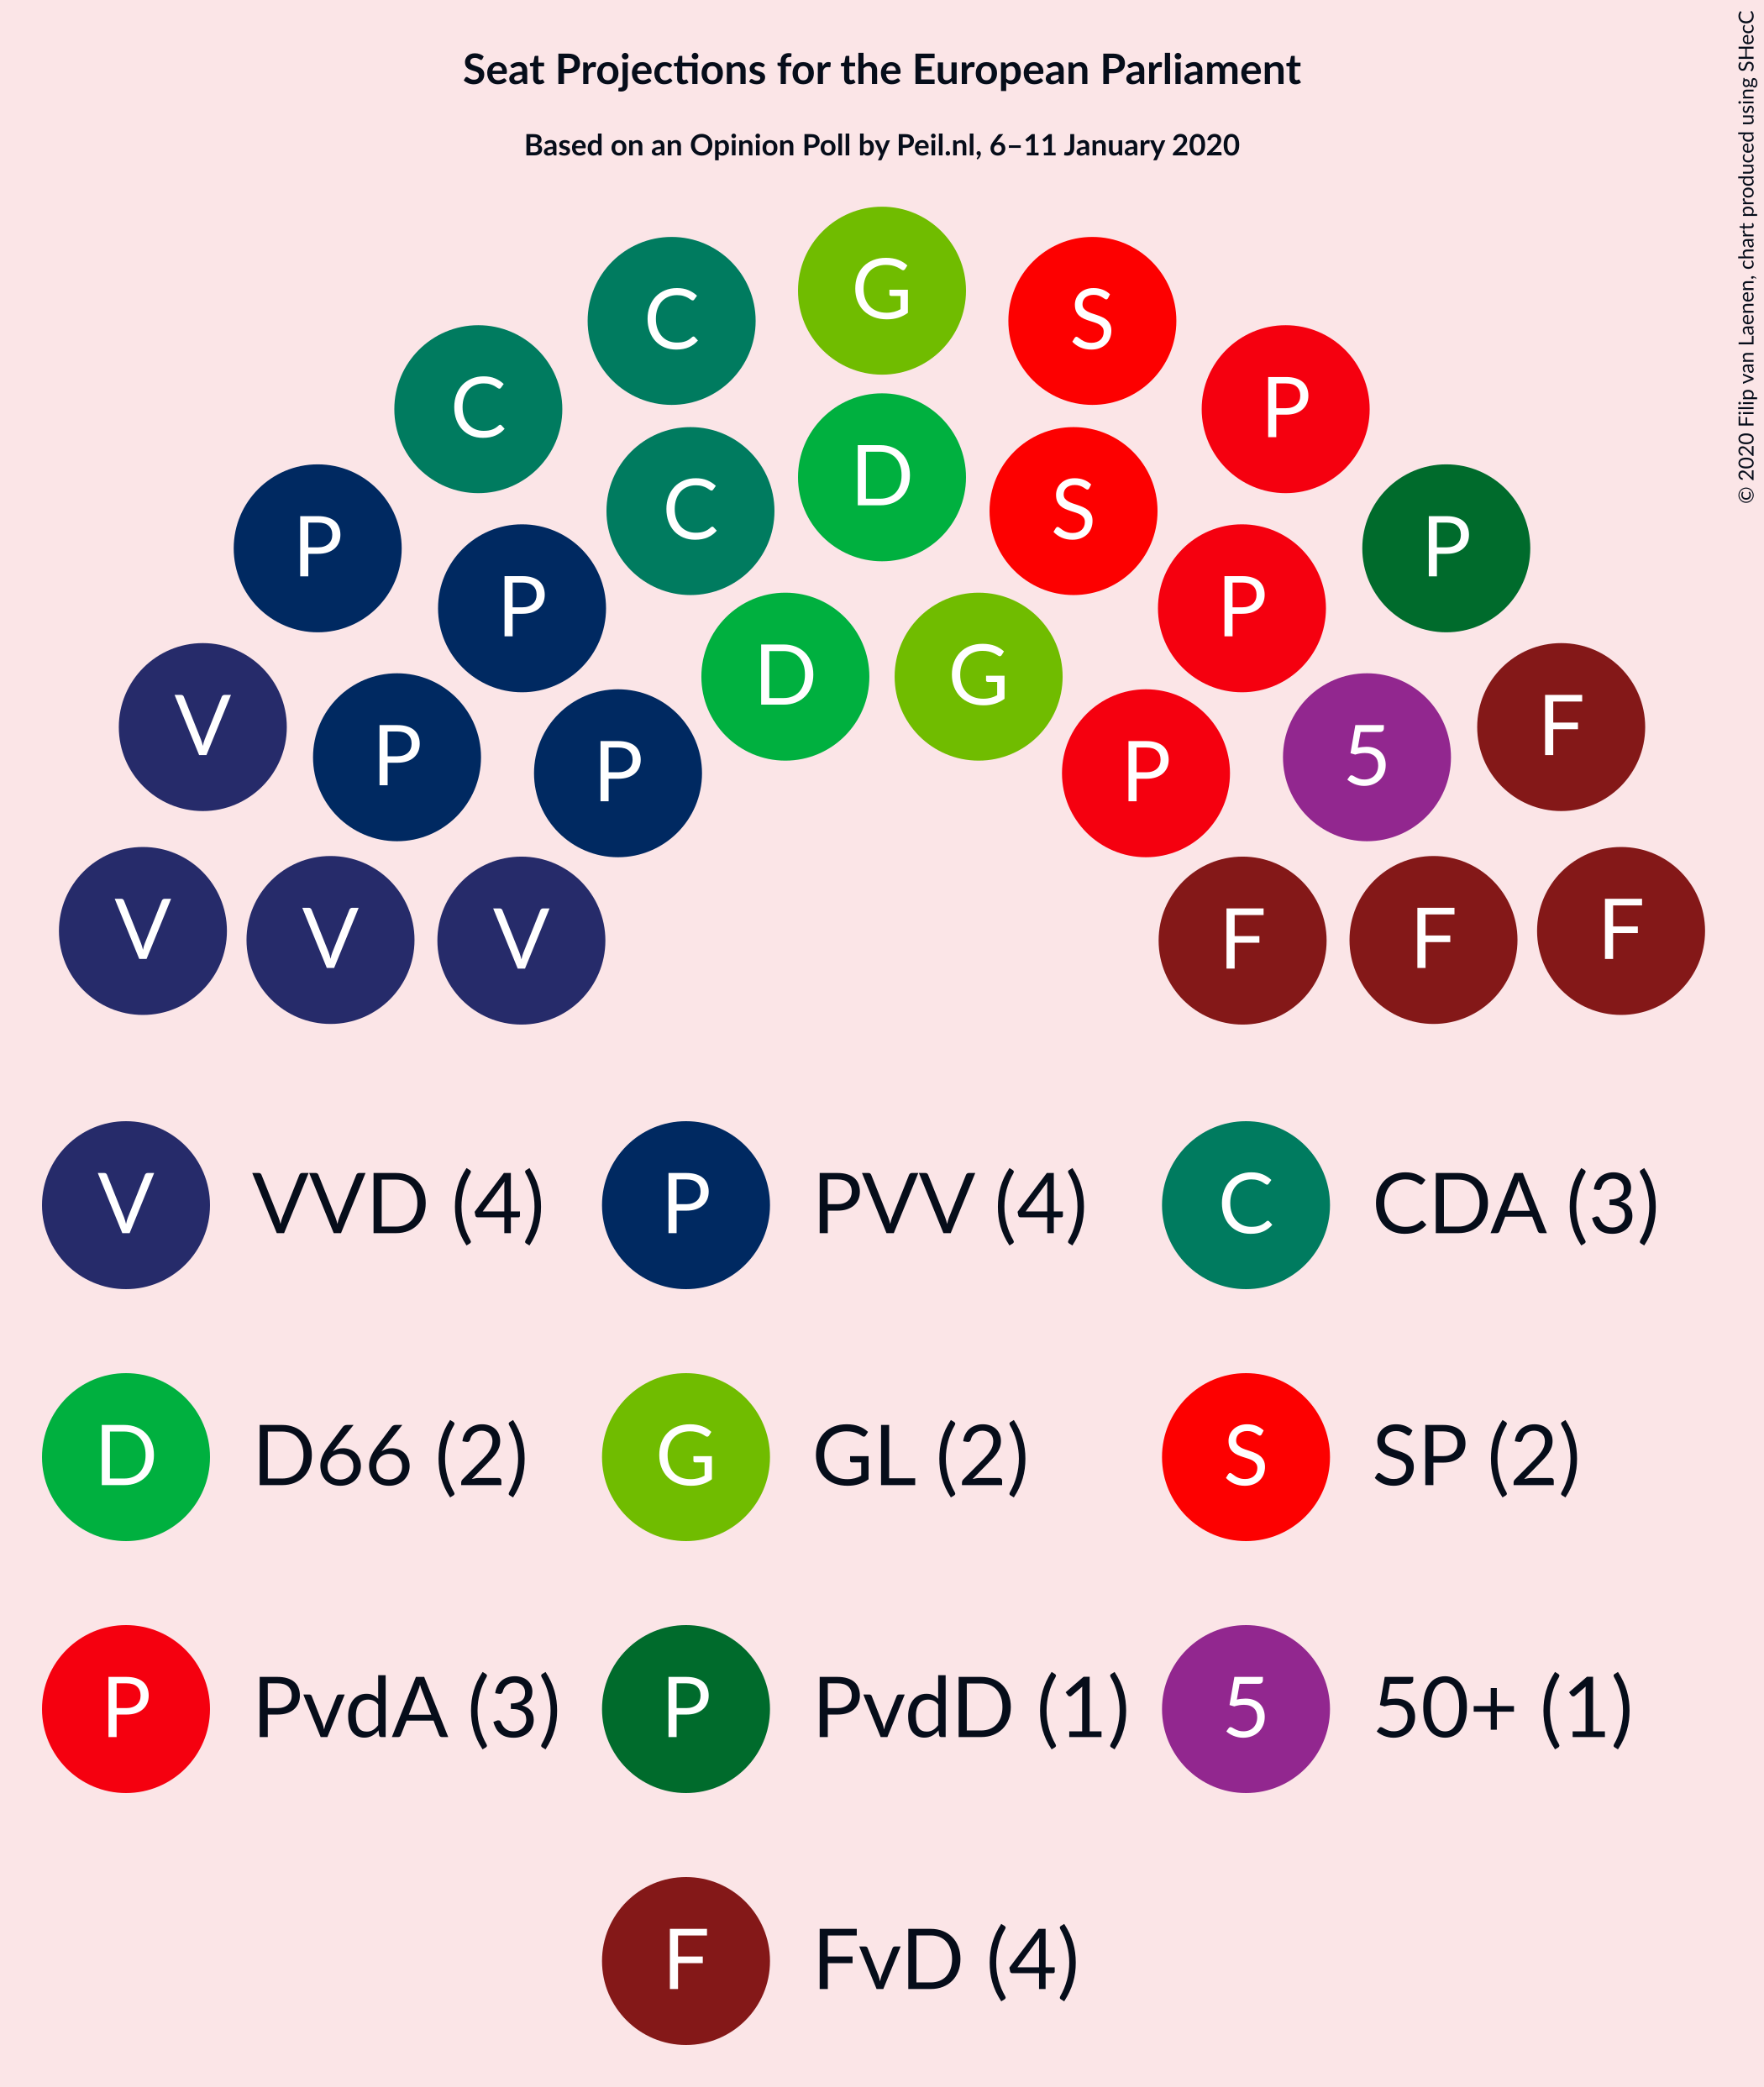 Seat Projections for the European Parliament
Based on an Opinion Poll by Peil.nl, 6–11 January 2020
© 2020 Filip van Laenen, chart produced using SHecC
G
C S
C P
D
C S
P P
P P
D G
V F
P 5
P P
V F
V V F F
V VVD (4) P PVV (4) C CDA (3)
D D66 (2) G GL (2) S SP (2)
P PvdA (3) P PvdD (1) 5 50+ (1)
F FvD (4)